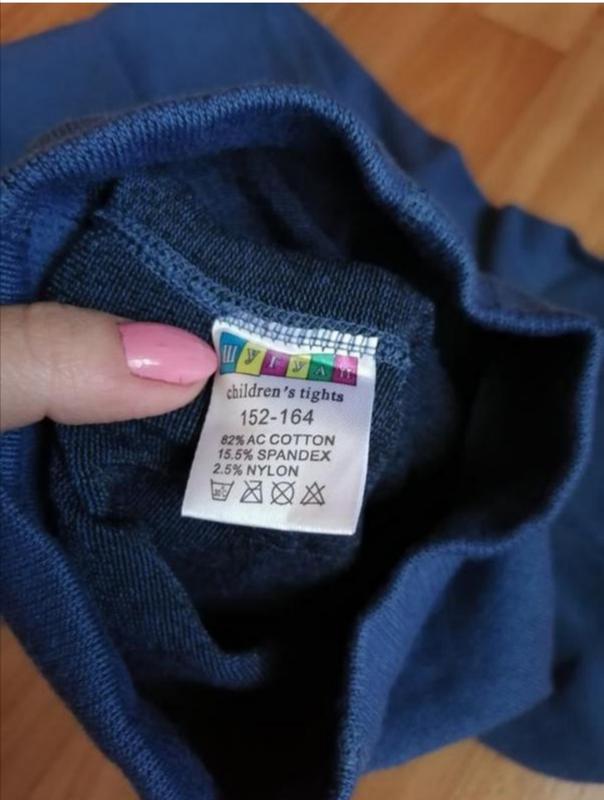 Шугуан
children's tights
152-164
82% AC COTTON
15.5% SPANDEX
2.5% NYLON